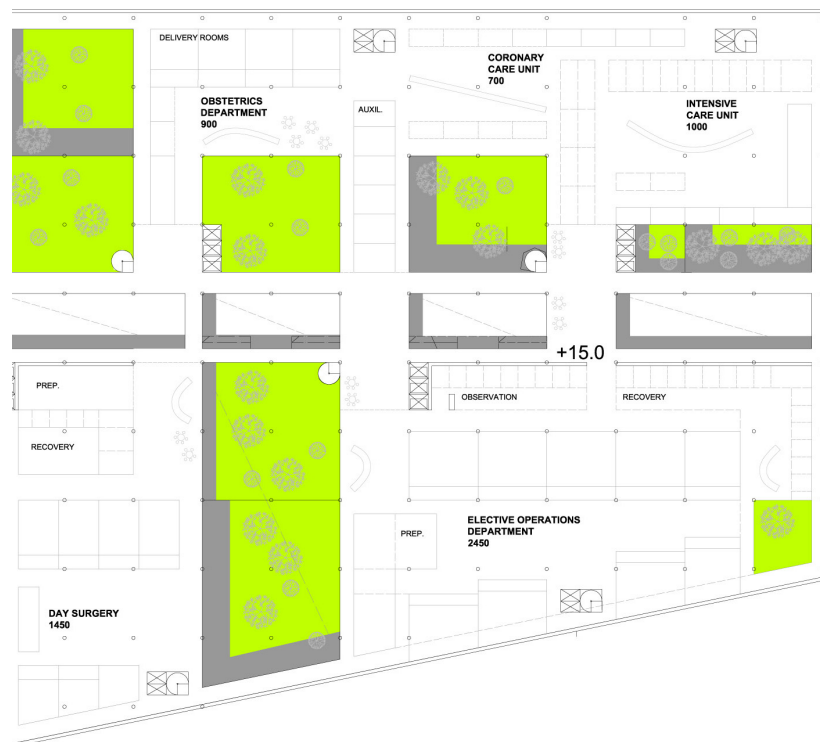 DELIVERY ROOMS
OBSTETRICS
DEPARTMENT
900
AUXIL.
CORONARY
CARE UNIT
700
INTENSIVE
CARE UNIT
1000
+15.0
PREP.
RECOVERY
OBSERVATION
RECOVERY
PREP.
ELECTIVE OPERATIONS
DEPARTMENT
2450
DAY SURGERY
1450